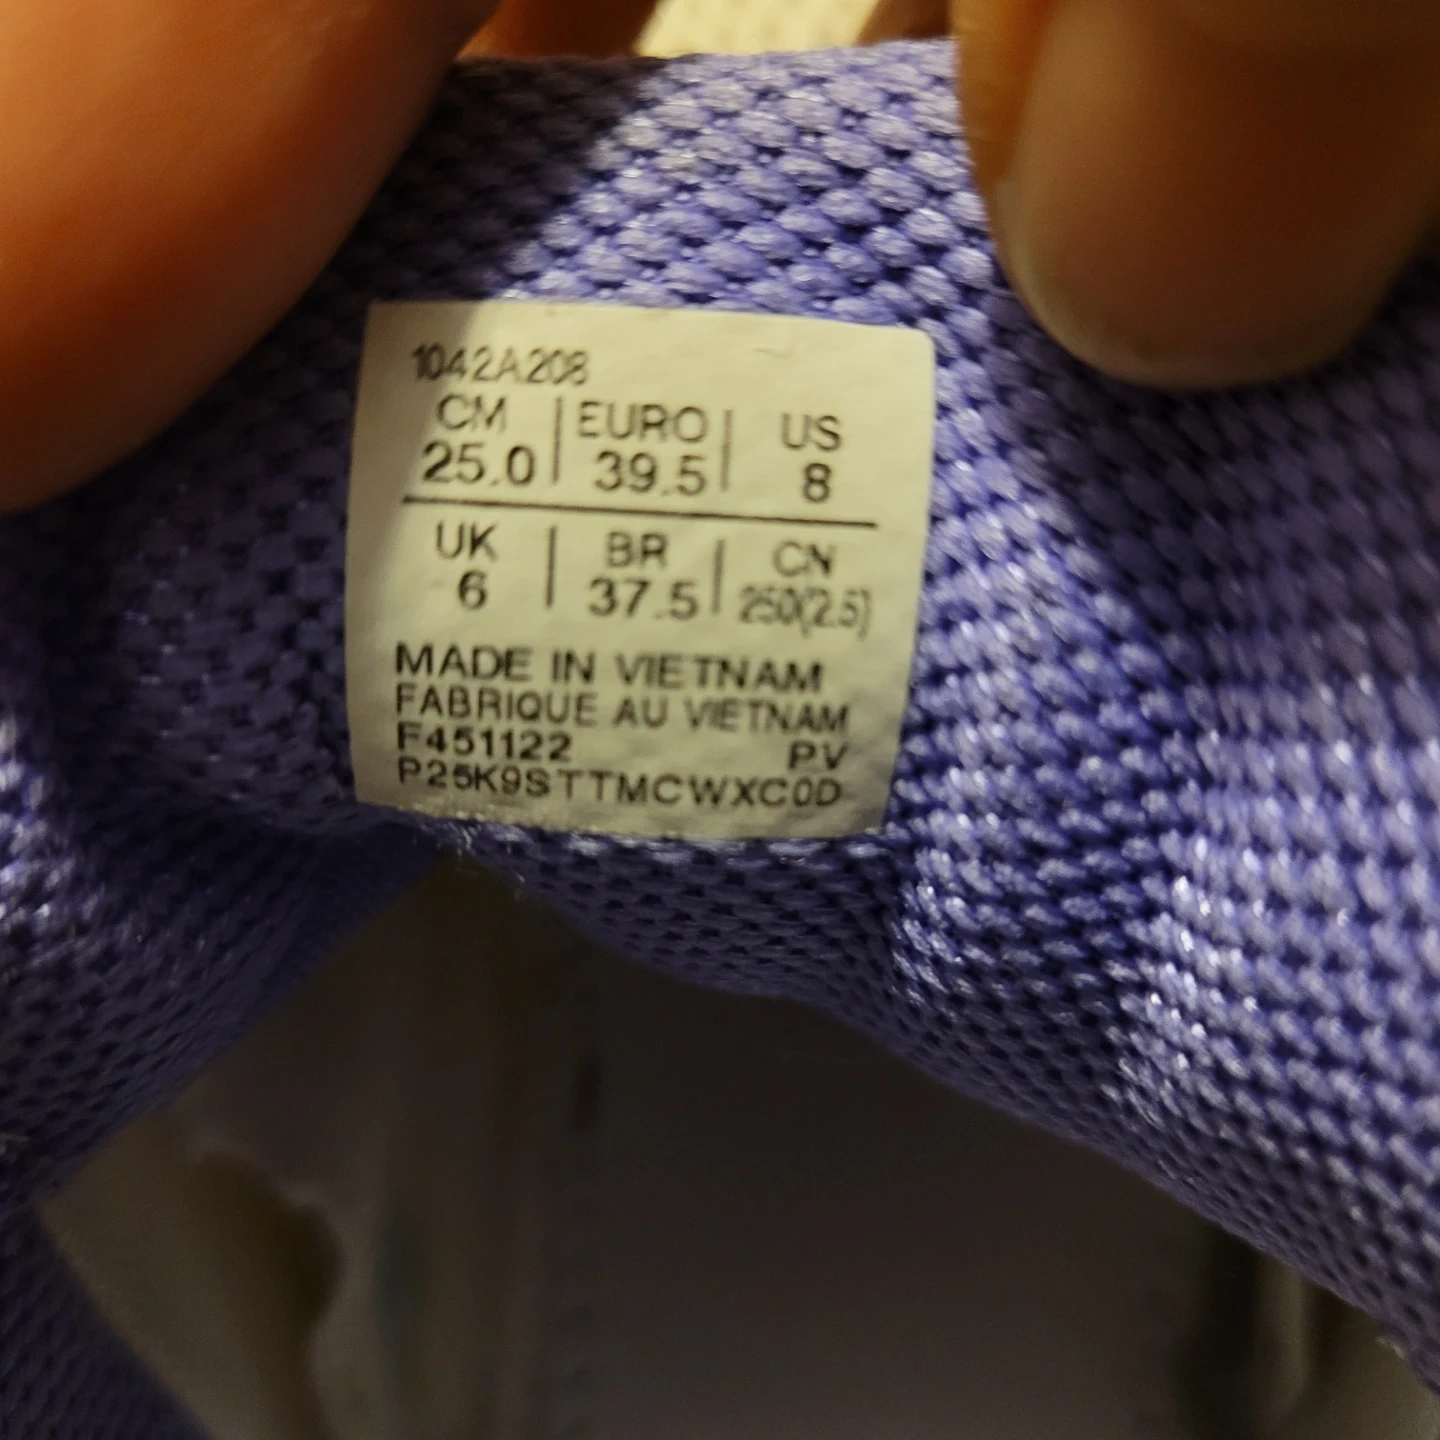 1042A208
CM | EURO | US
25.0 | 39.5 | 8
UK | BR | CN
6 | 37.5 | 250(2.5)
MADE IN VIETNAM
FABRIQUE AU VIETNAM
F451122 PV
P25K9STTMCWXC0D